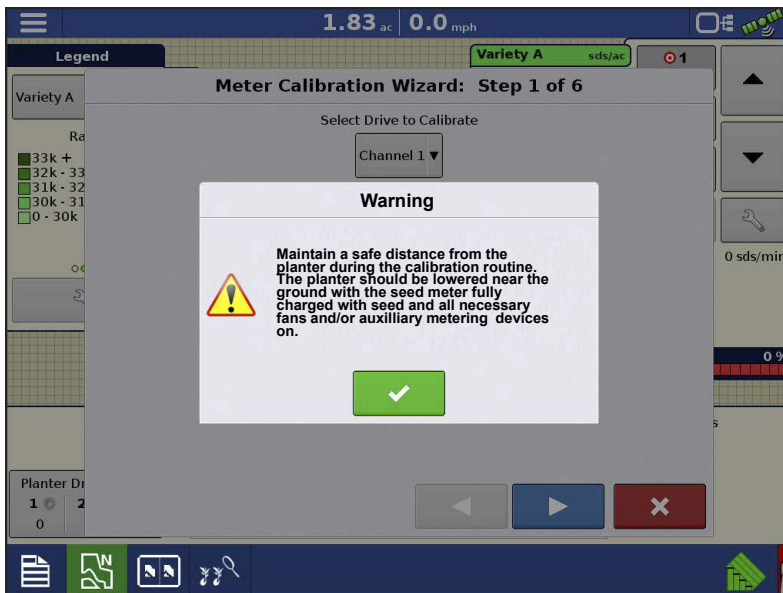 1.83 ac 0.0 mph
Legend
Variety A sds/ac
1
Variety A
Meter Calibration Wizard: Step 1 of 6
Select Drive to Calibrate
Channel 1
Ra
33k +
32k - 33
31k - 32
30k - 31
0 - 30k
Warning
Maintain a safe distance from the
planter during the calibration routine.
The planter should be lowered near the
ground with the seed meter fully
charged with seed and all necessary
fans and/or auxilliary metering devices
on.
0 sds/min
0 %
s
Planter Dr
1 2
0
N